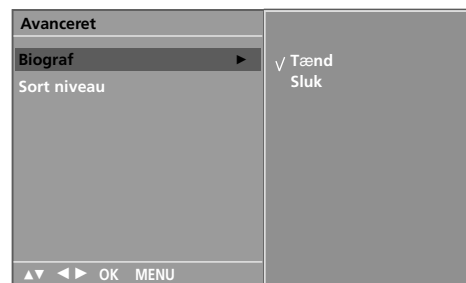 Avanceret
Biograf ►
Sort niveau
√ Tænd
Sluk
▲▼ ◄► OK MENU